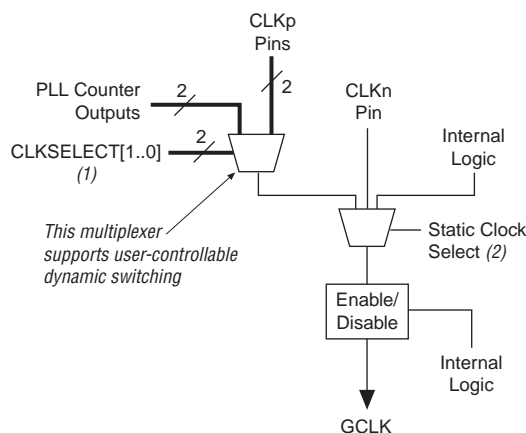 CLKp
Pins
PLL Counter
Outputs
2
2
CLKSELECT[1..0]
(1)
2
This multiplexer
supports user-controllable
dynamic switching
CLKn
Pin
Internal
Logic
Static Clock
Select (2)
Enable/
Disable
Internal
Logic
GCLK